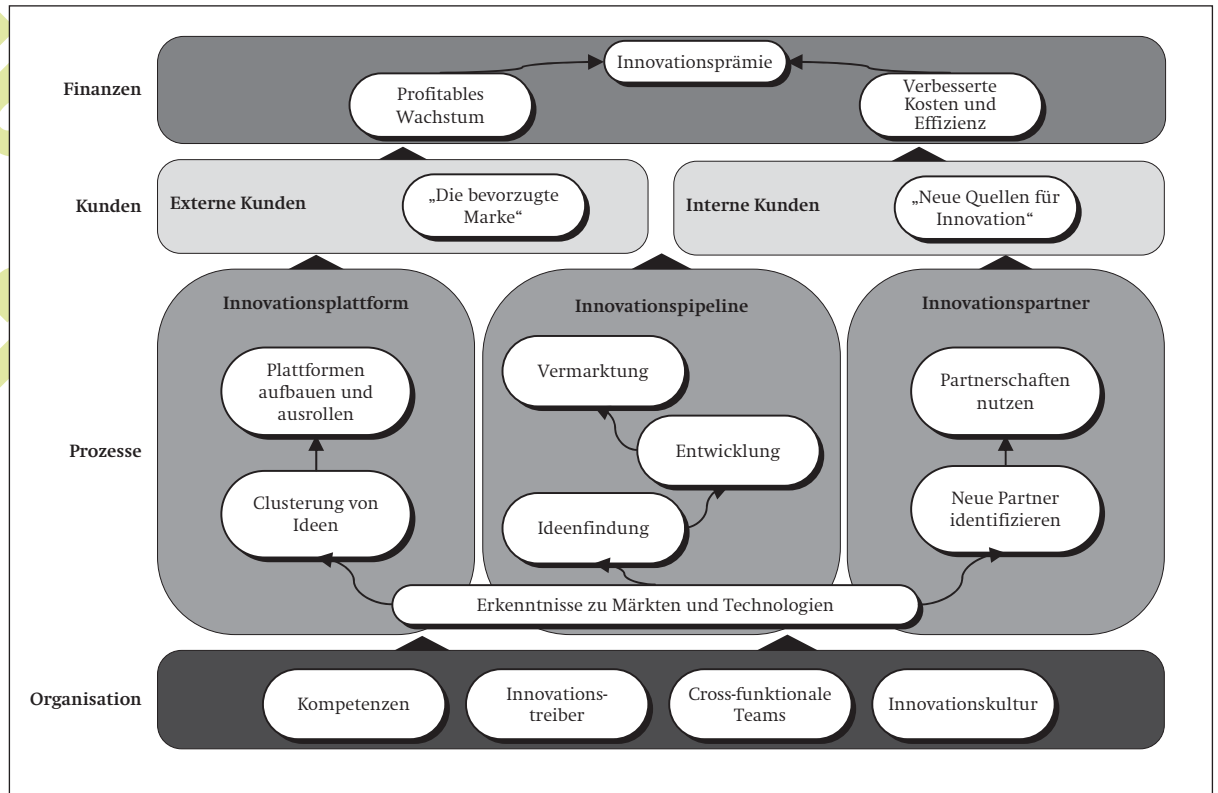 Finanzen
Innovationsprämie
Profitables
Wachstum
Verbesserte
Kosten und
Effizienz
Kunden
Externe Kunden
„Die bevorzugte
Marke“
Interne Kunden
„Neue Quellen für
Innovation“
Prozesse
Innovationsplattform
Plattformen
aufbauen und
ausrollen
Clusterung von
Ideen
Innovationspipeline
Vermarktung
Entwicklung
Ideenfindung
Innovationspartner
Partnerschaften
nutzen
Neue Partner
identifizieren
Erkenntnisse zu Märkten und Technologien
Organisation
Kompetenzen
Innovations-
treiber
Cross-funktionale
Teams
Innovationskultur